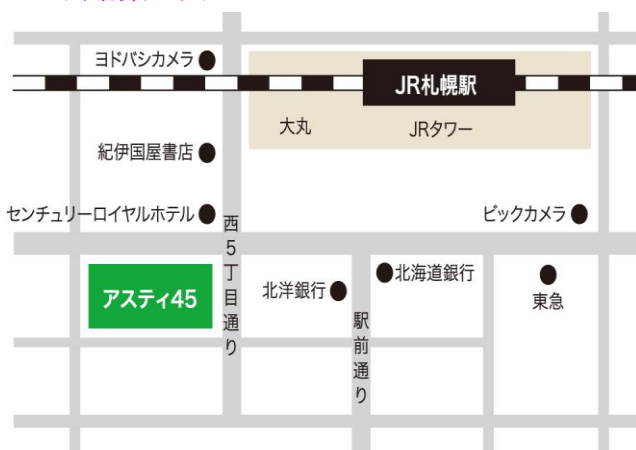 ヨドバシカメラ
JR札幌駅
大丸
JRタワー
紀伊国屋書店
センチュリーロイヤルホテル
ビックカメラ
西5丁目通り
アスティ45
北洋銀行
北海道銀行
東急
駅前通り